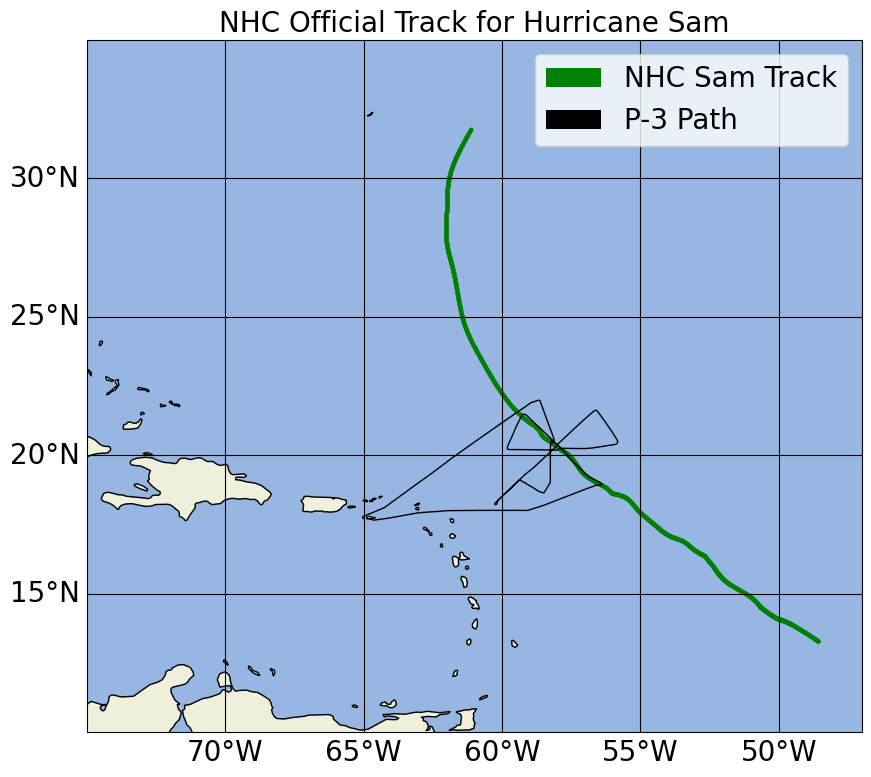 NHC Official Track for Hurricane Sam
NHC Sam Track
P-3 Path
30°N
25°N
20°N
15°N
70°W 65°W 60°W 55°W 50°W